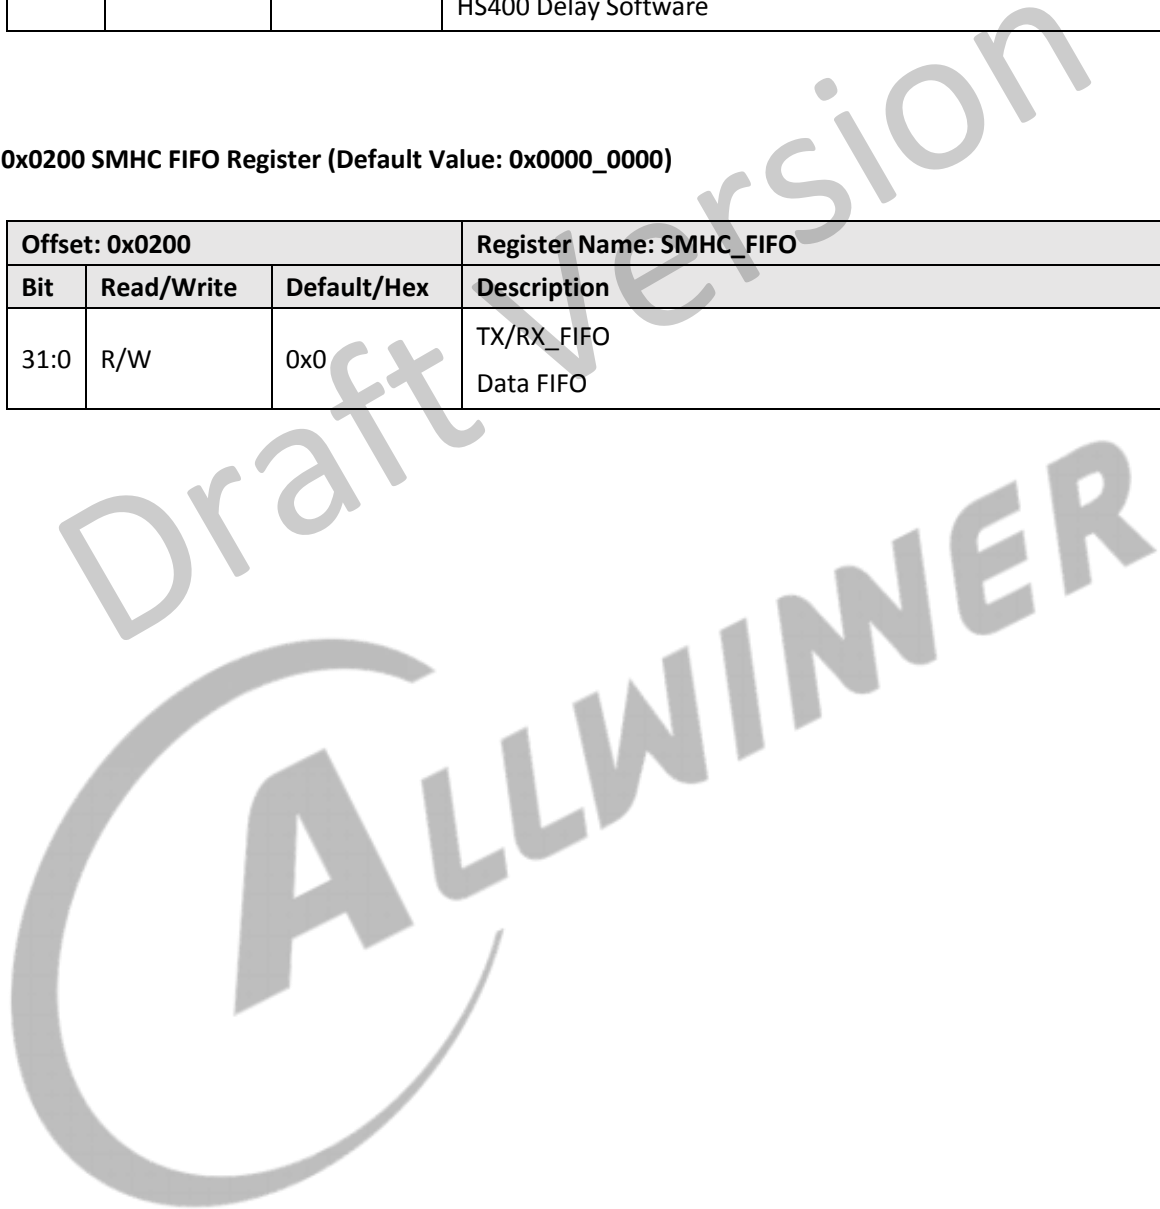 HS400 Delay Software
0x0200 SMHC FIFO Register (Default Value: 0x0000_0000)
Offset: 0x0200 Register Name: SMHC_FIFO
Bit Read/Write Default/Hex Description
31:0 R/W 0x0 TX/RX_FIFO
Data FIFO
Draft Version
ALLWINNER